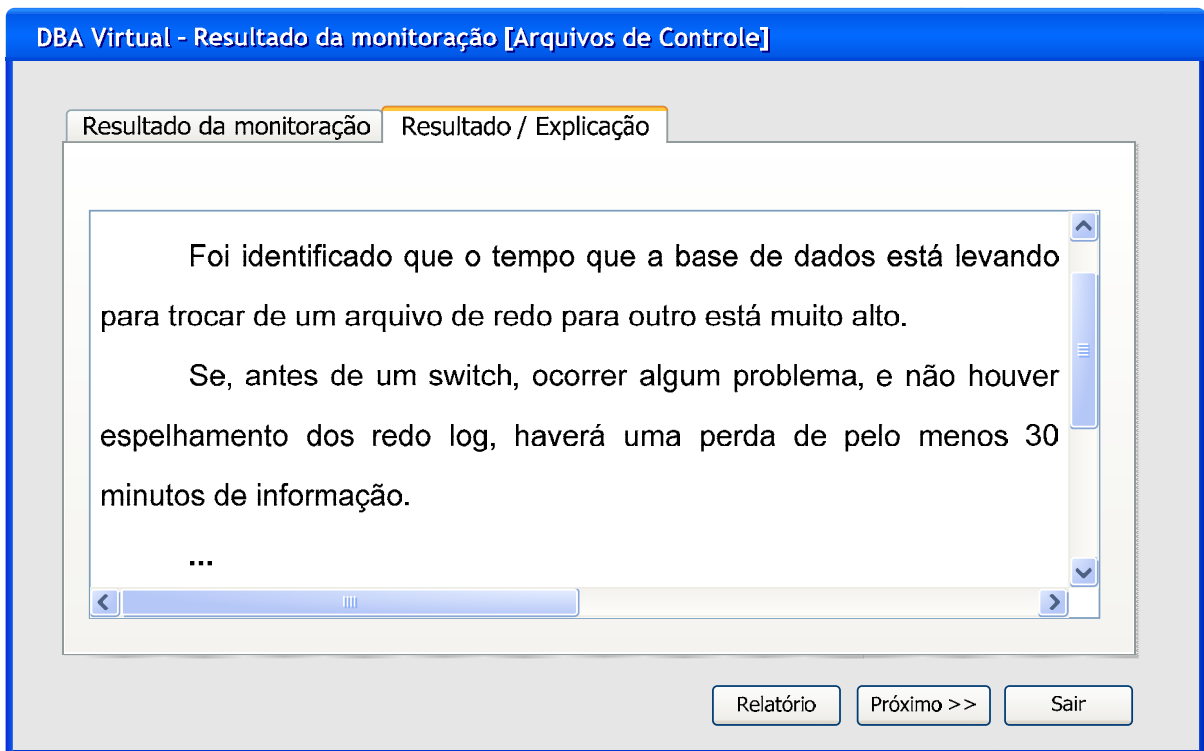 DBA Virtual - Resultado da monitoração [Arquivos de Controle]
Resultado da monitoração
Resultado / Explicação
Foi identificado que o tempo que a base de dados está levando
para trocar de um arquivo de redo para outro está muito alto.
Se, antes de um switch, ocorrer algum problema, e não houver
espelhamento dos redo log, haverá uma perda de pelo menos 30
minutos de informação.
...
Relatório
Próximo >>
Sair